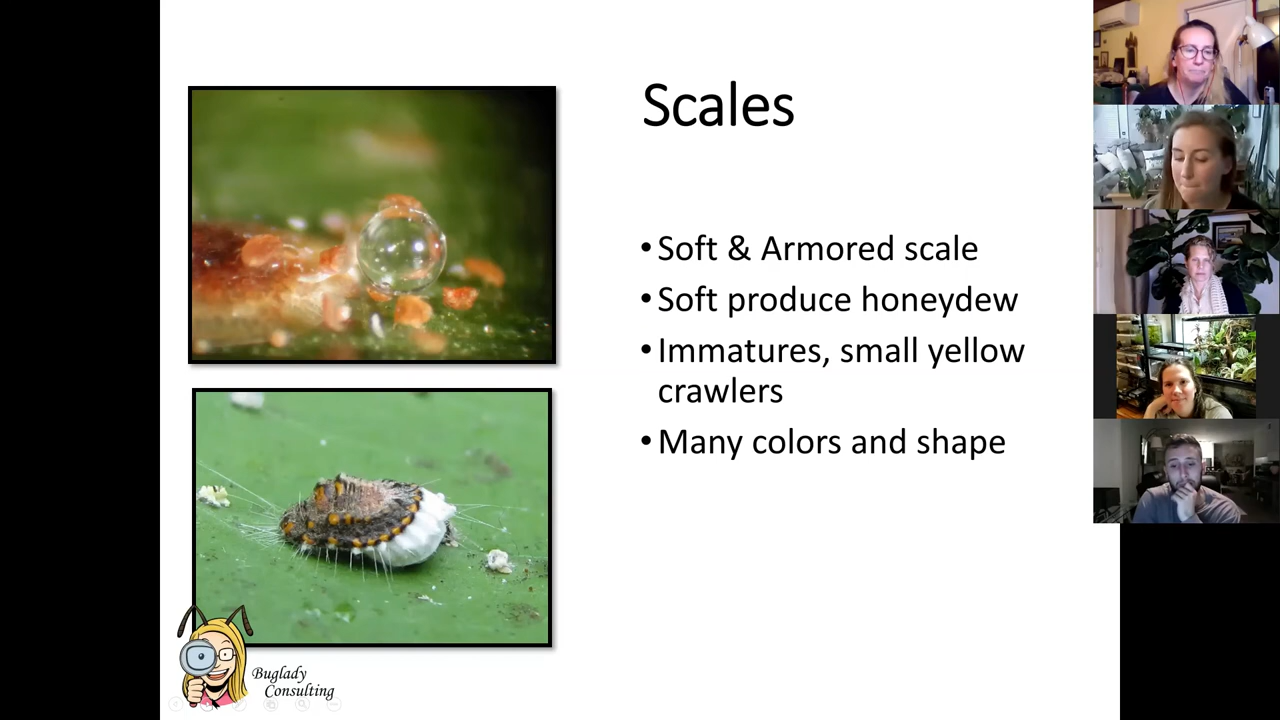 Scales
• Soft & Armored scale
• Soft produce honeydew
• Immatures, small yellow
crawlers
• Many colors and shape
Buglady
Consulting